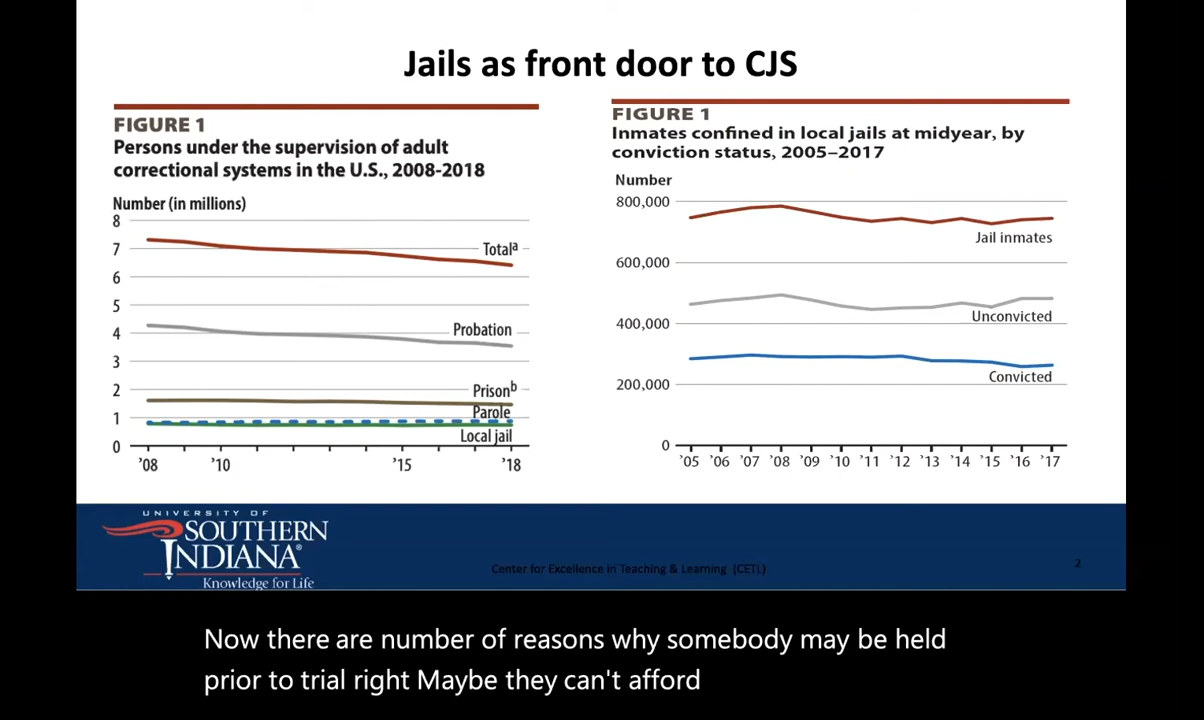 Jails as front door to CJS
FIGURE 1
Persons under the supervision of adult
correctional systems in the U.S., 2008-2018
Number (in millions)
8
7
6
5
4
3
2
1
0
Totalᵃ
Probation
Prisonᵇ
Parole
Local jail
'08 '10 '15 '18
FIGURE 1
Inmates confined in local jails at midyear, by
conviction status, 2005–2017
Number
800,000
600,000
400,000
200,000
0
Jail inmates
Unconvicted
Convicted
'05 '06 '07 '08 '09 '10 '11 '12 '13 '14 '15 '16 '17
UNIVERSITY OF
SOUTHERN
INDIANA®
Knowledge for Life
Center for Excellence in Teaching & Learning (CETL)
2
Now there are number of reasons why somebody may be held
prior to trial right Maybe they can't afford